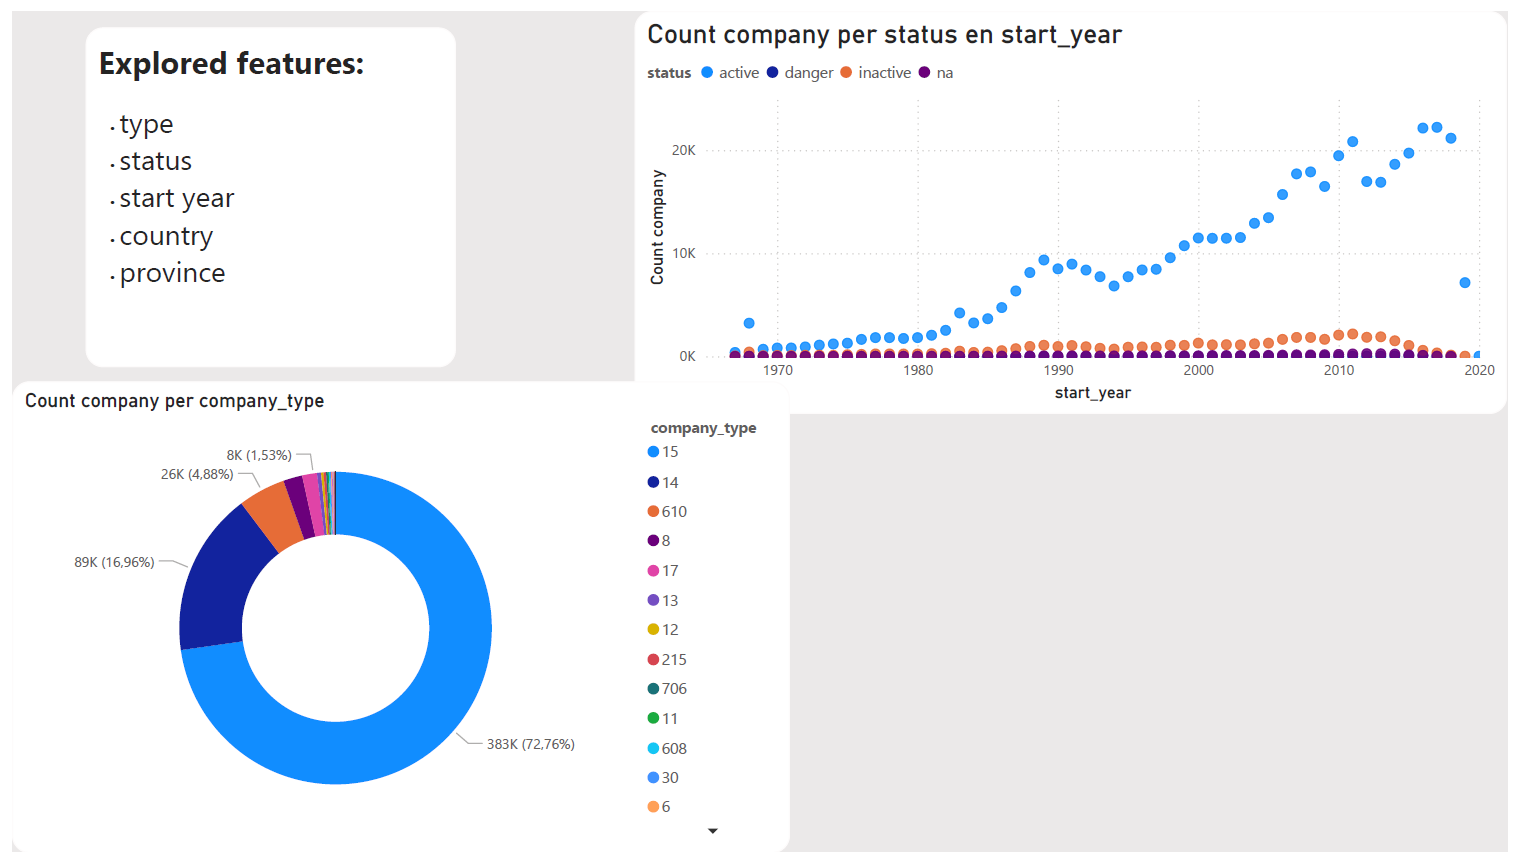 Explored features:
· type
· status
· start year
· country
· province
Count company per status en start_year
status active danger inactive na
Count company
20K
10K
0K
1970 1980 1990 2000 2010 2020
start_year
Count company per company_type
8K (1,53%)
26K (4,88%)
89K (16,96%)
383K (72,76%)
company_type
15
14
610
8
17
13
12
215
706
11
608
30
6